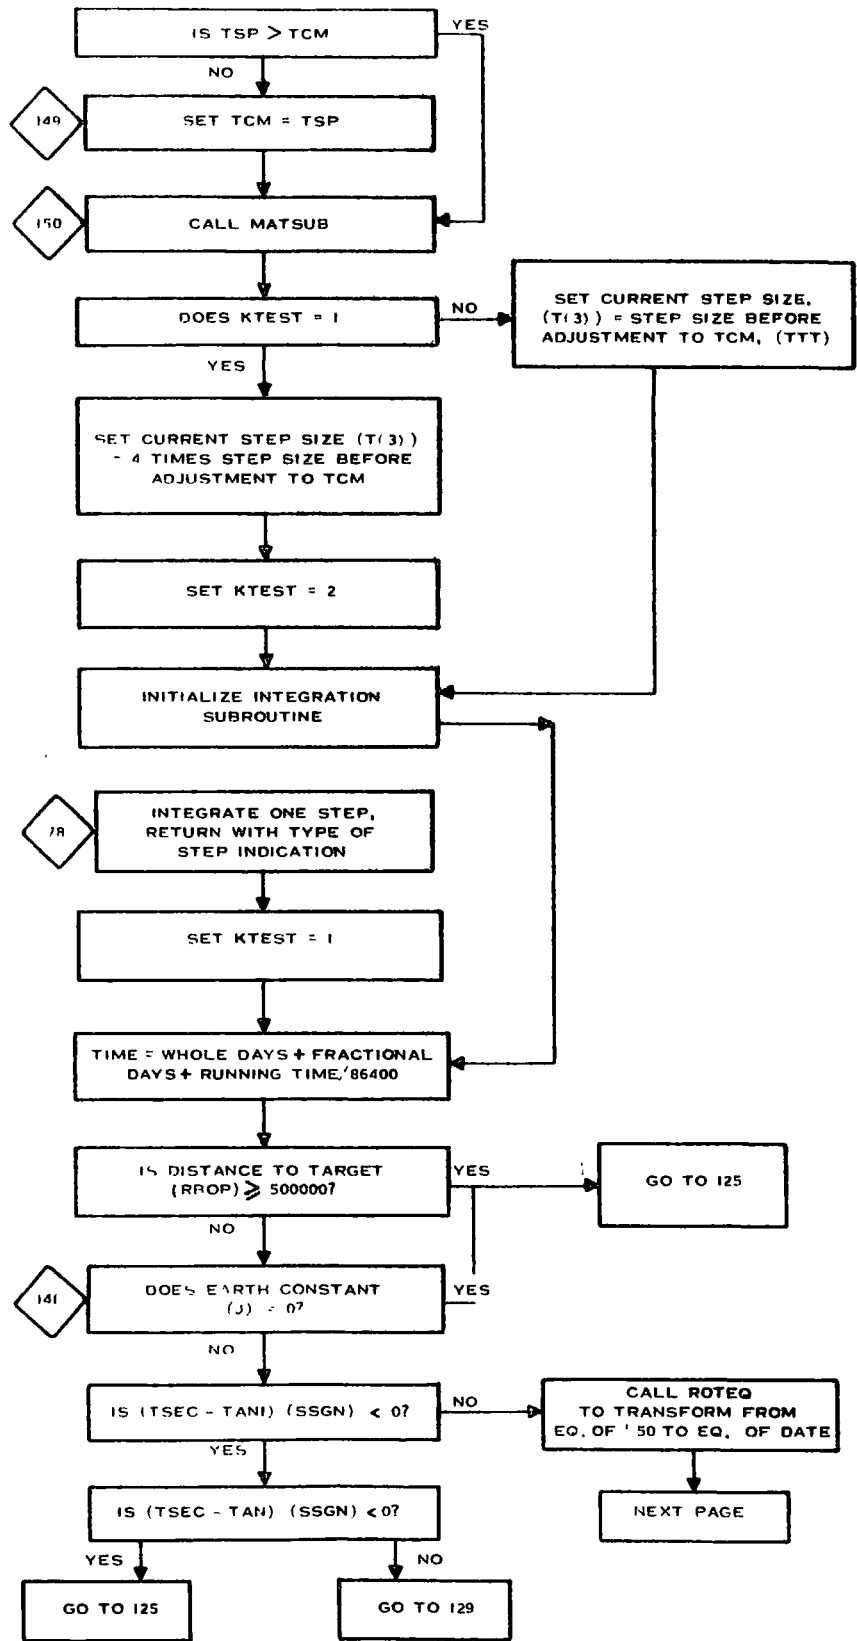 IS TSP > TCM
YES
NO
149
SET TCM = TSP
150
CALL MATSUB
DOES KTEST = 1
NO
SET CURRENT STEP SIZE,
(T(3)) = STEP SIZE BEFORE
ADJUSTMENT TO TCM, (TTT)
YES
SET CURRENT STEP SIZE (T(3))
= 4 TIMES STEP SIZE BEFORE
ADJUSTMENT TO TCM
SET KTEST = 2
INITIALIZE INTEGRATION
SUBROUTINE
78
INTEGRATE ONE STEP,
RETURN WITH TYPE OF
STEP INDICATION
SET KTEST = 1
TIME = WHOLE DAYS + FRACTIONAL
DAYS + RUNNING TIME/86400
IS DISTANCE TO TARGET
(RBOP) ⩾ 500000?
YES
GO TO 125
NO
141
DOES EARTH CONSTANT
(J) = 0?
YES
NO
IS (TSEC - TANI) (SSGN) < 0?
NO
CALL ROTEQ
TO TRANSFORM FROM
EQ. OF '50 TO EQ. OF DATE
YES
IS (TSEC - TAN) (SSGN) < 0?
NEXT PAGE
YES
NO
GO TO 125
GO TO 129